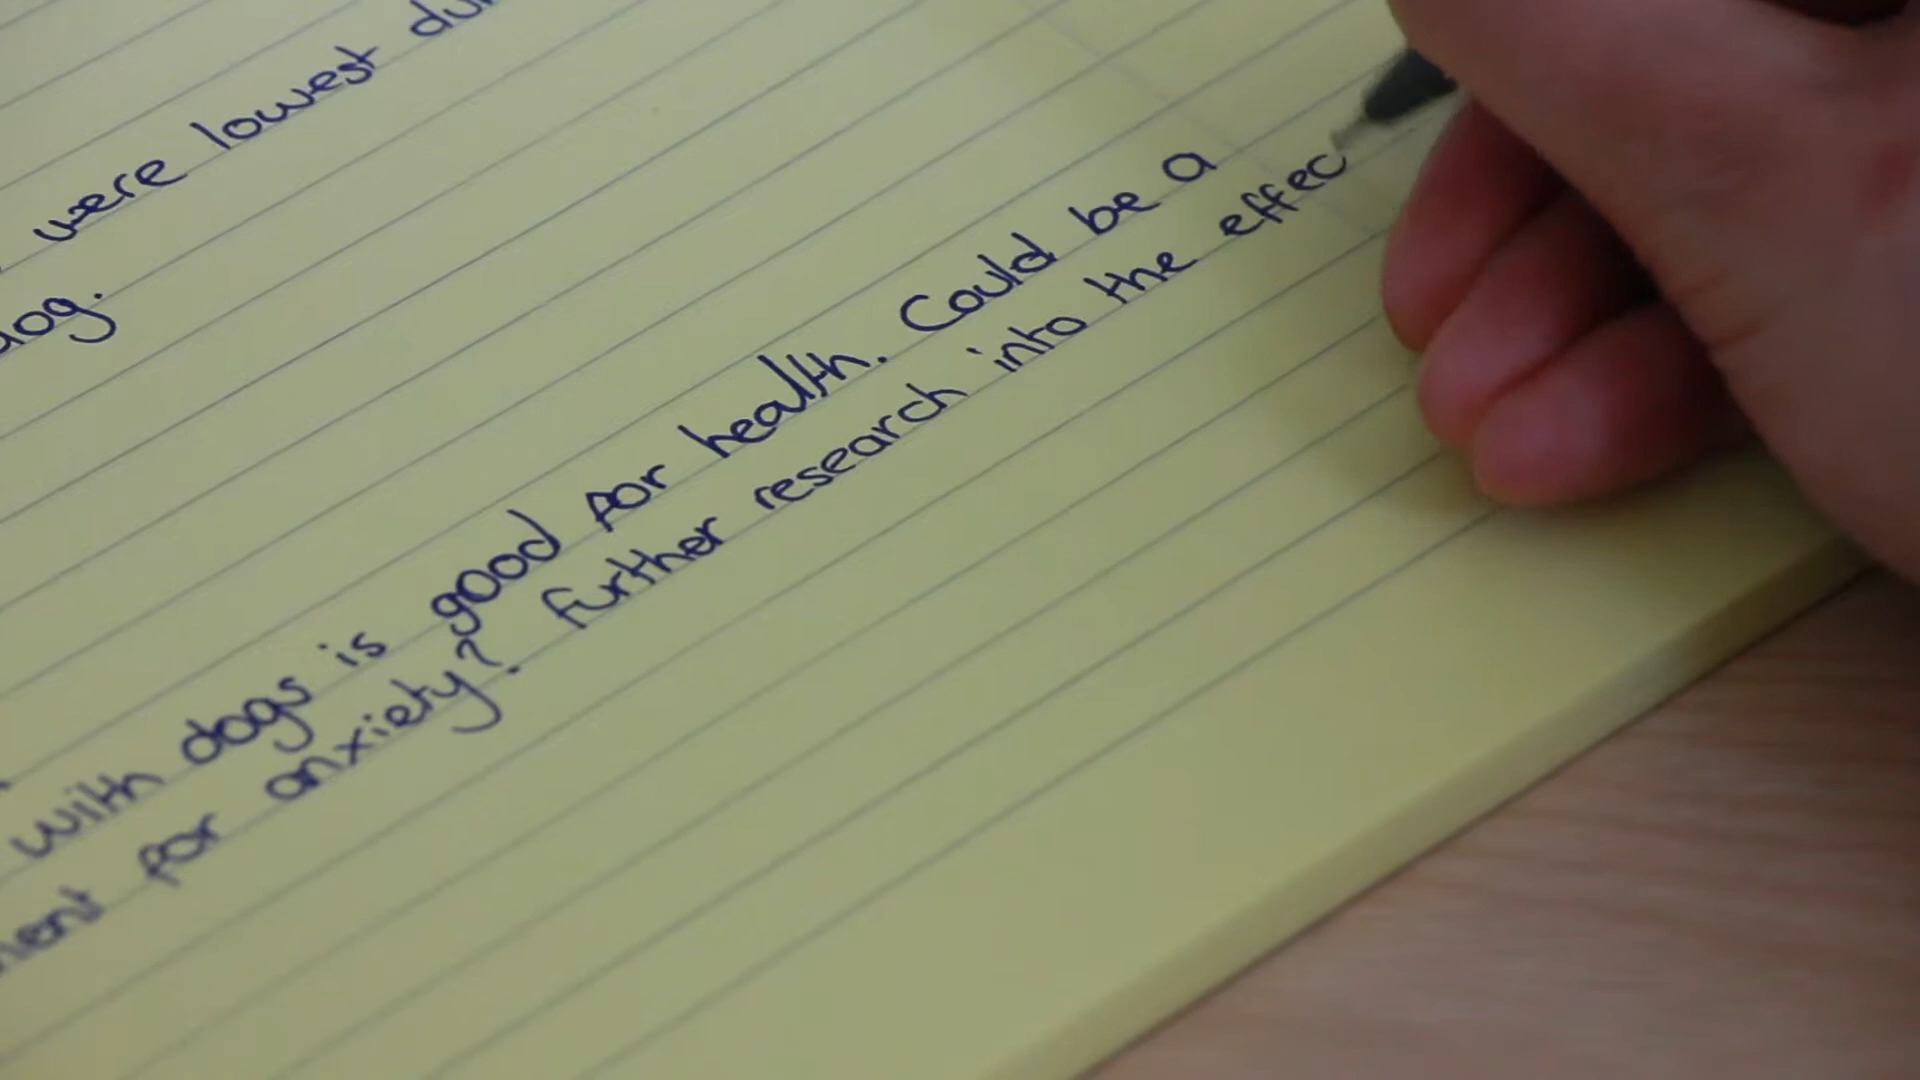 were lowest du
dog.
with dogs is good for health. Could be a
ment for anxiety? further research into the effec